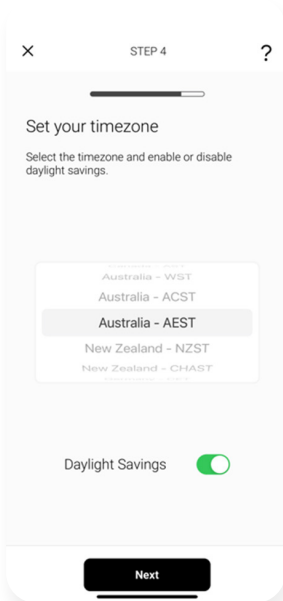 STEP 4
?
Set your timezone
Select the timezone and enable or disable
daylight savings.
Australia - WST
Australia - ACST
Australia - AEST
New Zealand - NZST
New Zealand - CHAST
Daylight Savings
Next